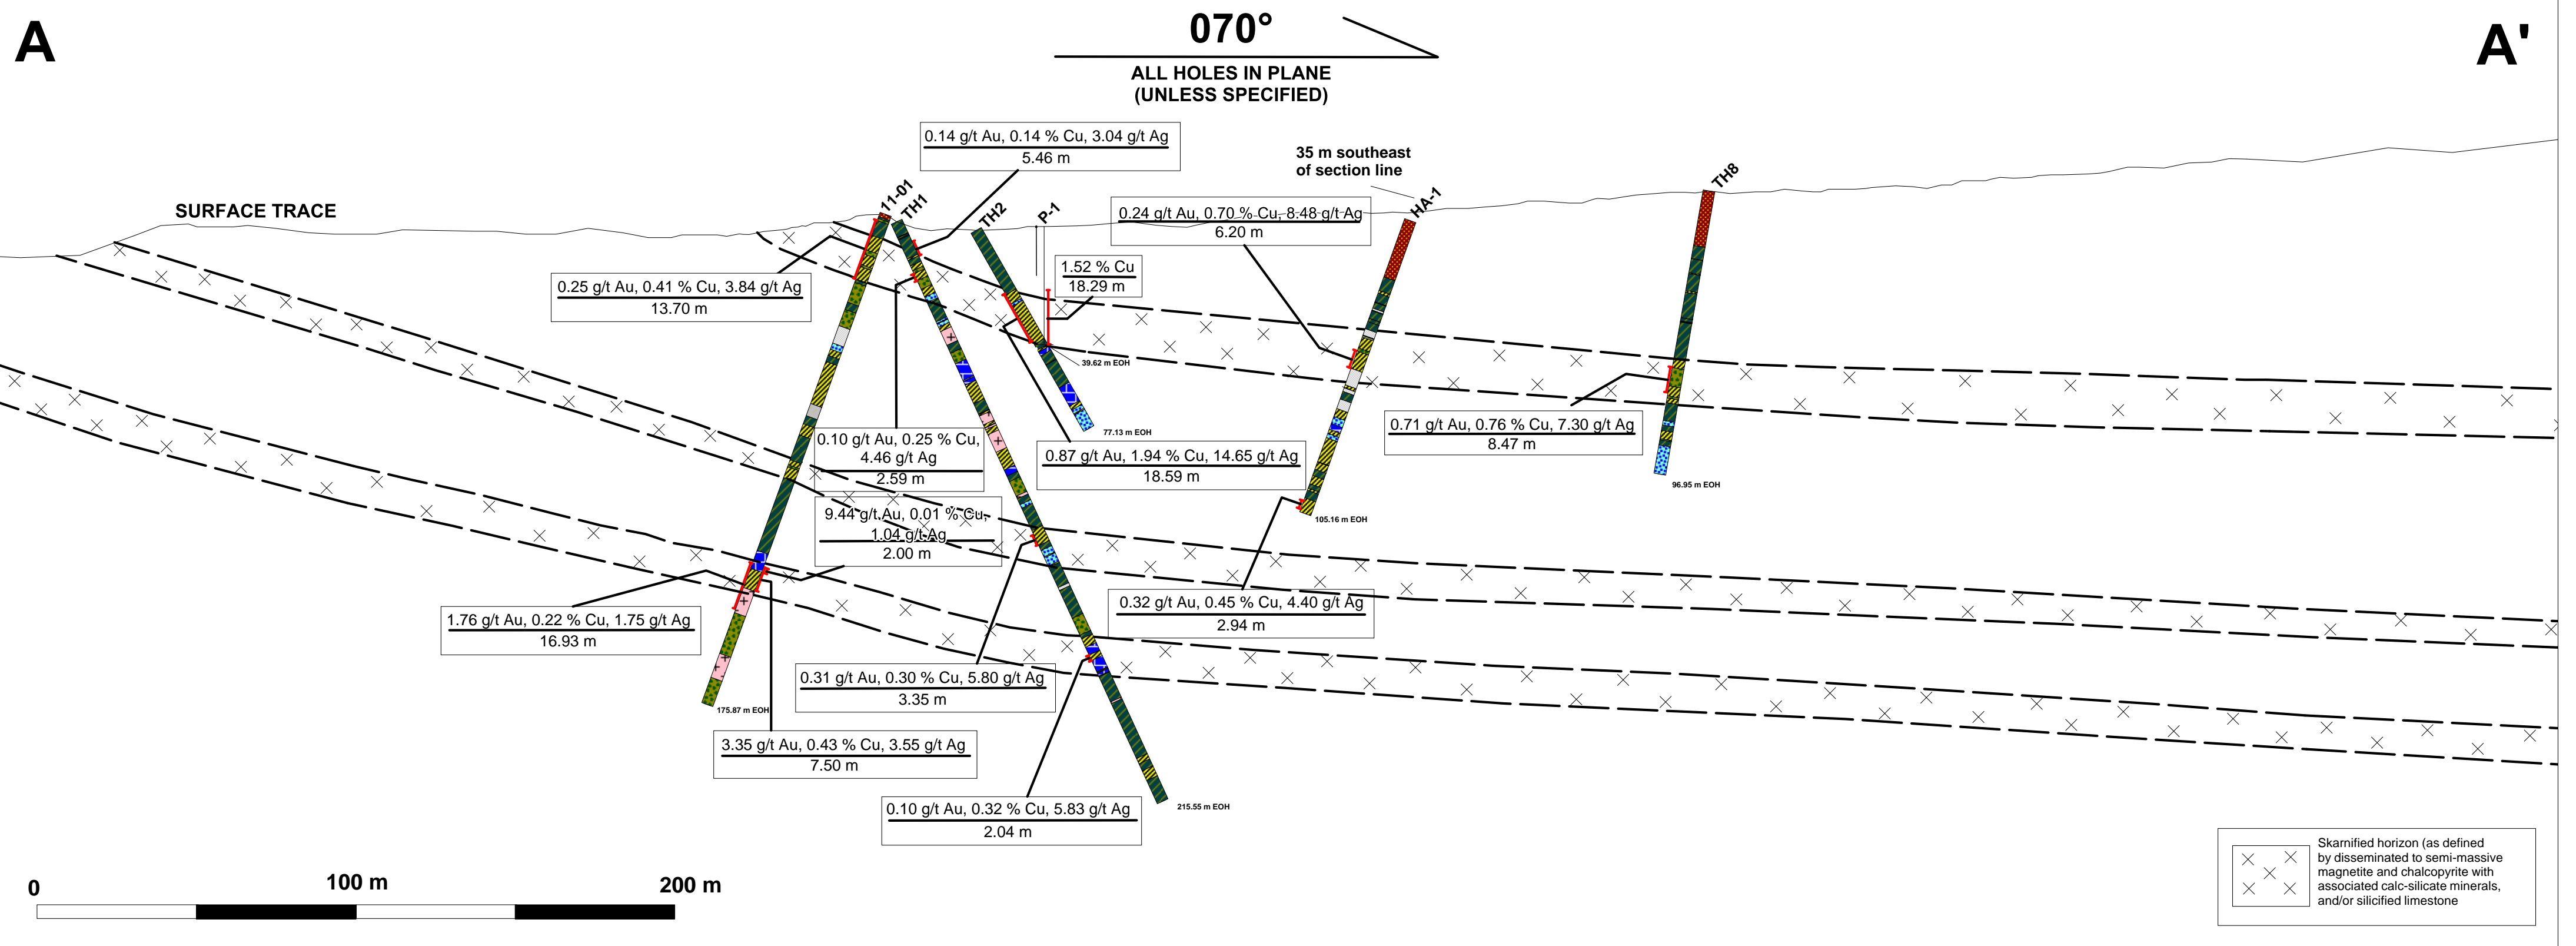 A
070°
A'
ALL HOLES IN PLANE
(UNLESS SPECIFIED)
0.14 g/t Au, 0.14 % Cu, 3.04 g/t Ag
5.46 m
35 m southeast
of section line
SURFACE TRACE
11-01
TH1
TH2
P-1
HA-1
TH8
0.24 g/t Au, 0.70 % Cu, 8.48 g/t Ag
6.20 m
1.52 % Cu
18.29 m
0.25 g/t Au, 0.41 % Cu, 3.84 g/t Ag
13.70 m
39.62 m EOH
77.13 m EOH
0.71 g/t Au, 0.76 % Cu, 7.30 g/t Ag
8.47 m
0.10 g/t Au, 0.25 % Cu,
4.46 g/t Ag
2.59 m
0.87 g/t Au, 1.94 % Cu, 14.65 g/t Ag
18.59 m
96.95 m EOH
9.44 g/t Au, 0.01 % Cu,
1.04 g/t Ag
2.00 m
105.16 m EOH
0.32 g/t Au, 0.45 % Cu, 4.40 g/t Ag
2.94 m
1.76 g/t Au, 0.22 % Cu, 1.75 g/t Ag
16.93 m
0.31 g/t Au, 0.30 % Cu, 5.80 g/t Ag
3.35 m
175.87 m EOH
3.35 g/t Au, 0.43 % Cu, 3.55 g/t Ag
7.50 m
0.10 g/t Au, 0.32 % Cu, 5.83 g/t Ag
2.04 m
215.55 m EOH
0
100 m
200 m
Skarnified horizon (as defined
by disseminated to semi-massive
magnetite and chalcopyrite with
associated calc-silicate minerals,
and/or silicified limestone